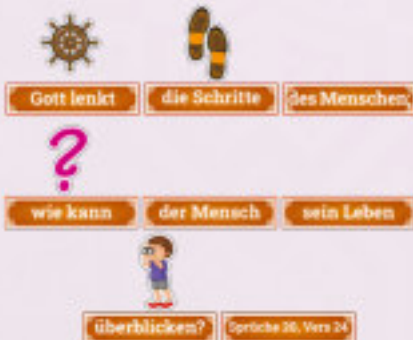 Gott lenkt die Schritte des Menschen,
wie kann der Mensch sein Leben
überblicken? Sprüche 20, Vers 24